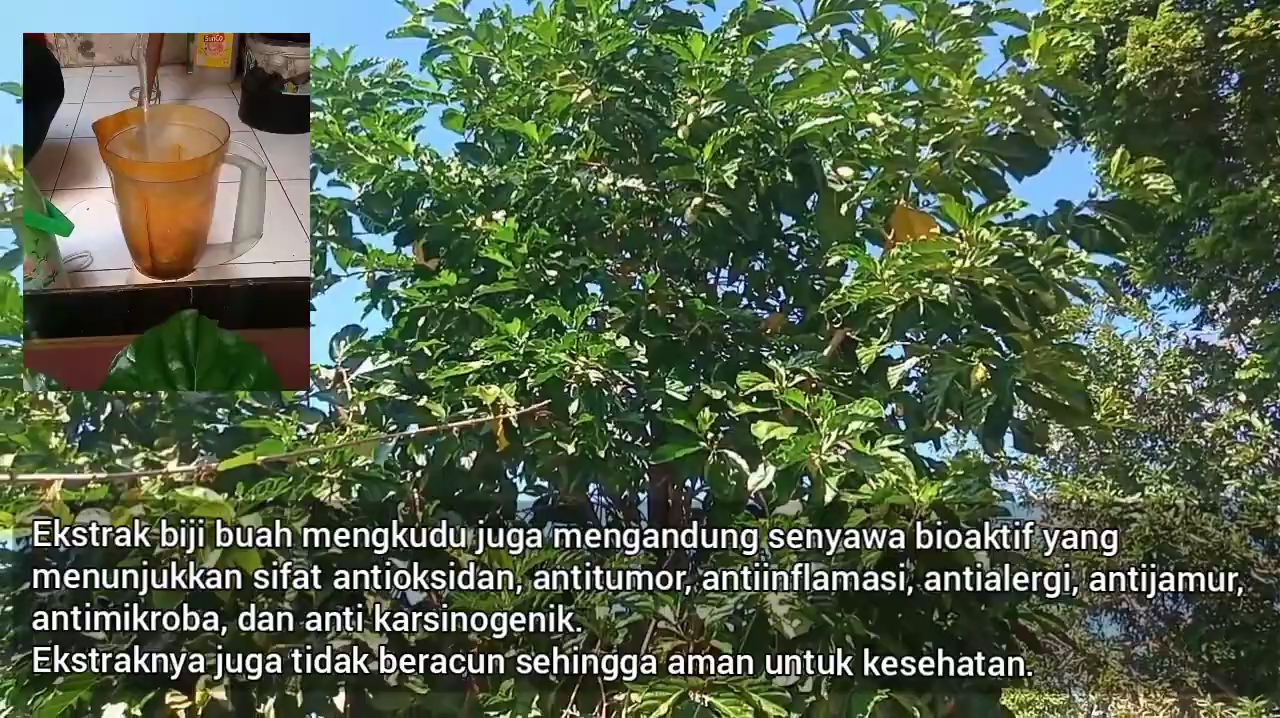 SunCo
Ekstrak biji buah mengkudu juga mengandung senyawa bioaktif yang
menunjukkan sifat antioksidan, antitumor, antiinflamasi, antialergi, antijamur,
antimikroba, dan anti karsinogenik.
Ekstraknya juga tidak beracun sehingga aman untuk kesehatan.